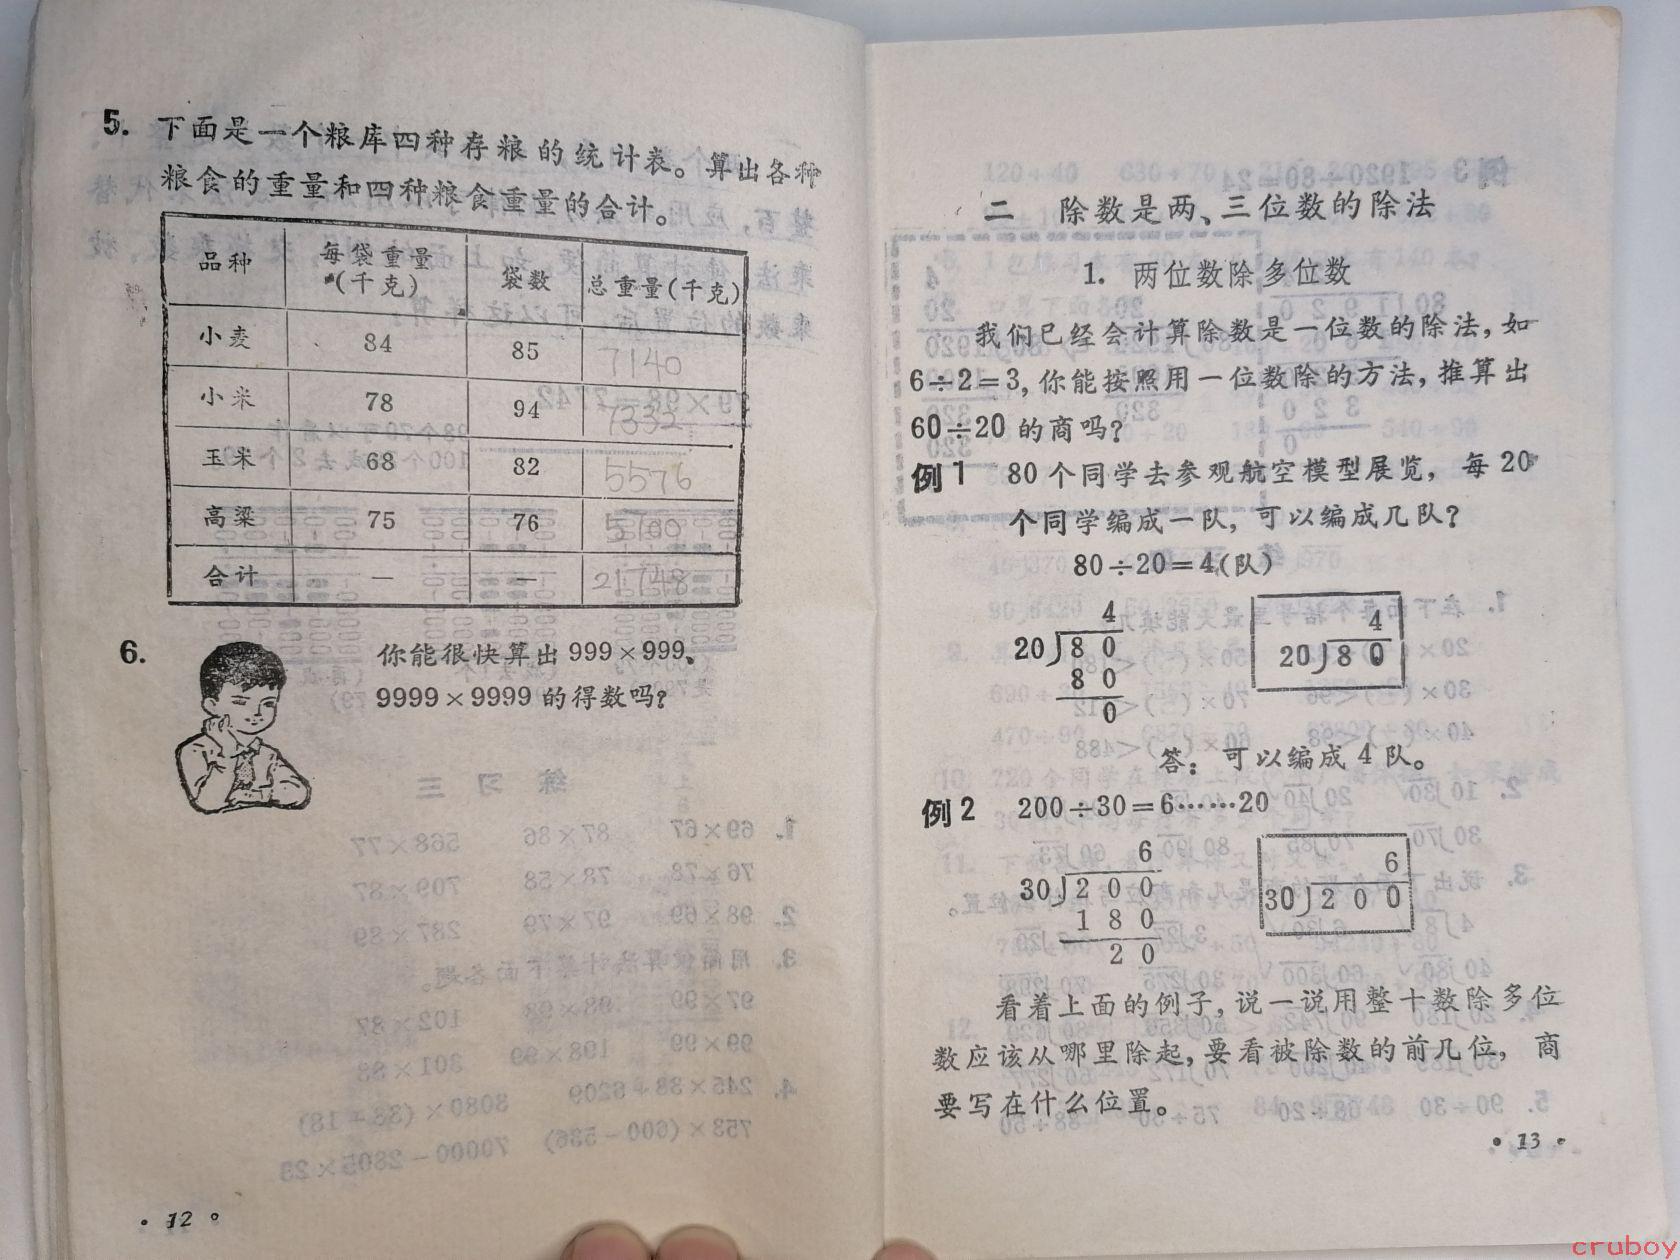 5. 下面是一个粮库四种存粮的统计表。算出各种
粮食的重量和四种粮食重量的合计。
品种 每袋重量(千克) 袋数 总重量(千克)
小麦 84 85 7140
小米 78 94 7332
玉米 68 82 5576
高粱 75 76 5700
合计 — — 21748
6. 你能很快算出 999×999、
9999×9999 的得数吗?
· 12 ·
二 除数是两、三位数的除法
1. 两位数除多位数
我们已经会计算除数是一位数的除法, 如
6÷2=3, 你能按照用一位数除的方法, 推算出
60÷20 的商吗?
例1 80 个同学去参观航空模型展览, 每 20
个同学编成一队, 可以编成几队?
80÷20=4(队)
4
20)80
80
0
4
20)80
答: 可以编成 4 队。
例2 200÷30=6……20
6
30)200
180
20
6
30)200
看着上面的例子, 说一说用整十数除多位
数应该从哪里除起, 要看被除数的前几位, 商
要写在什么位置。
· 13 ·
cruboy